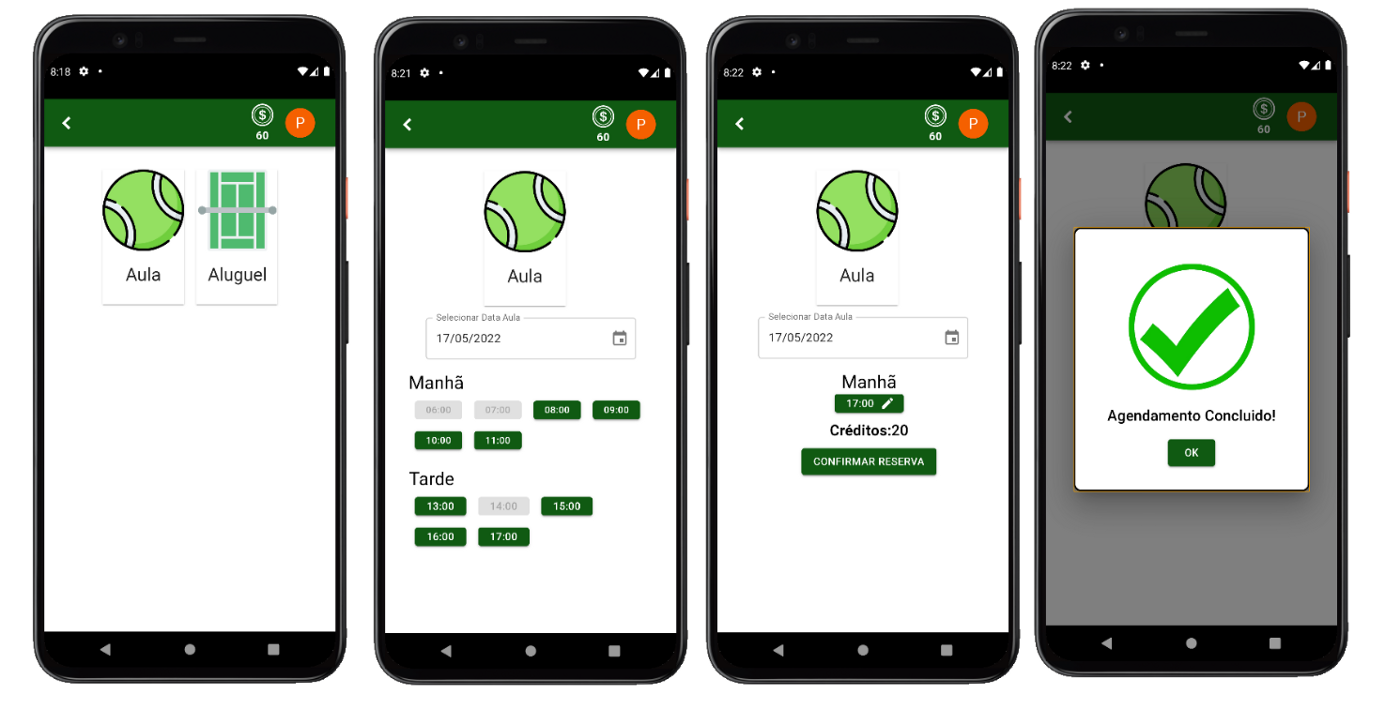 8:18
$
P
60
Aula
Aluguel
8:21
$
P
60
Aula
Selecionar Data Aula
17/05/2022
Manhã
06:00 07:00 08:00 09:00
10:00 11:00
Tarde
13:00 14:00 15:00
16:00 17:00
8:22
$
P
60
Aula
Selecionar Data Aula
17/05/2022
Manhã
17:00
Créditos:20
CONFIRMAR RESERVA
8:22
$
P
60
Agendamento Concluido!
OK